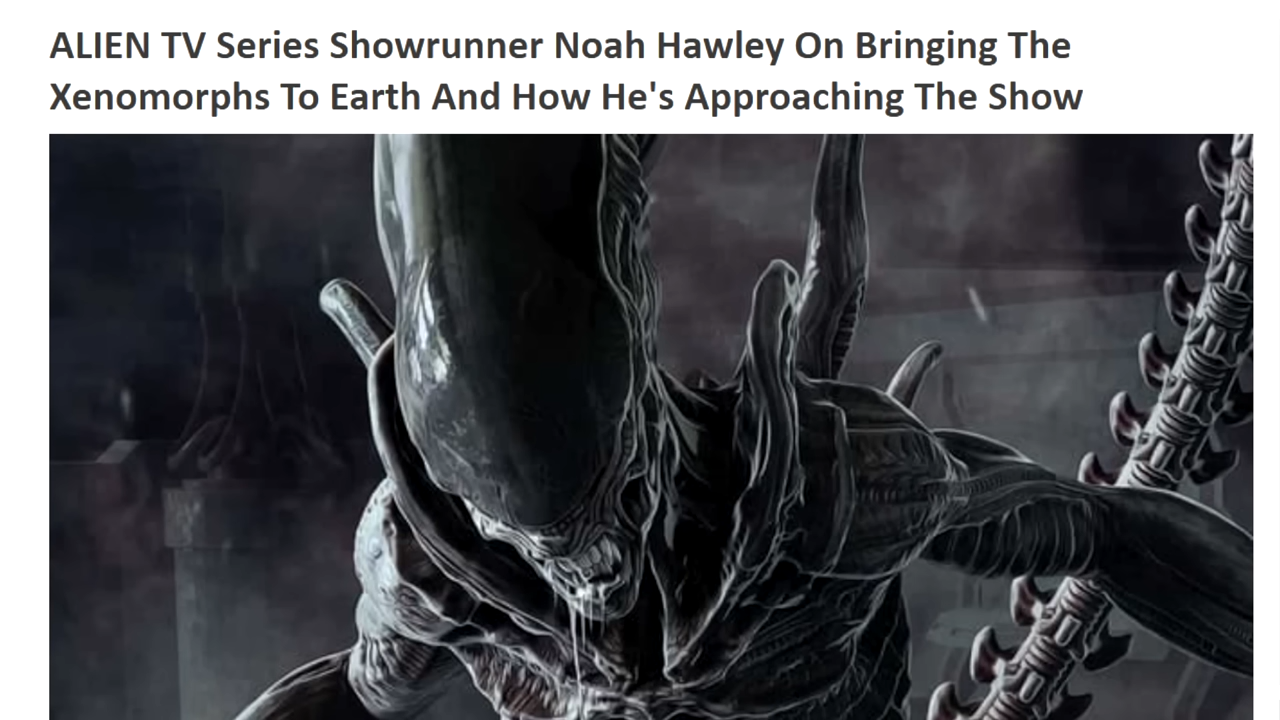 ALIEN TV Series Showrunner Noah Hawley On Bringing The
Xenomorphs To Earth And How He's Approaching The Show